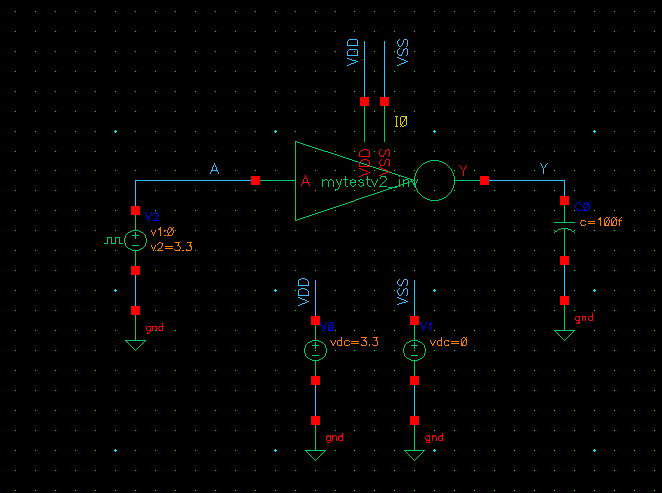 VDD
VSS
I0
VDD
VSS
A
A
mytestv2_inv
Y
Y
V2
v1:0
v2=3.3
C0
c=100f
gnd
gnd
VDD
VSS
V0
vdc=3.3
V1
vdc=0
gnd
gnd